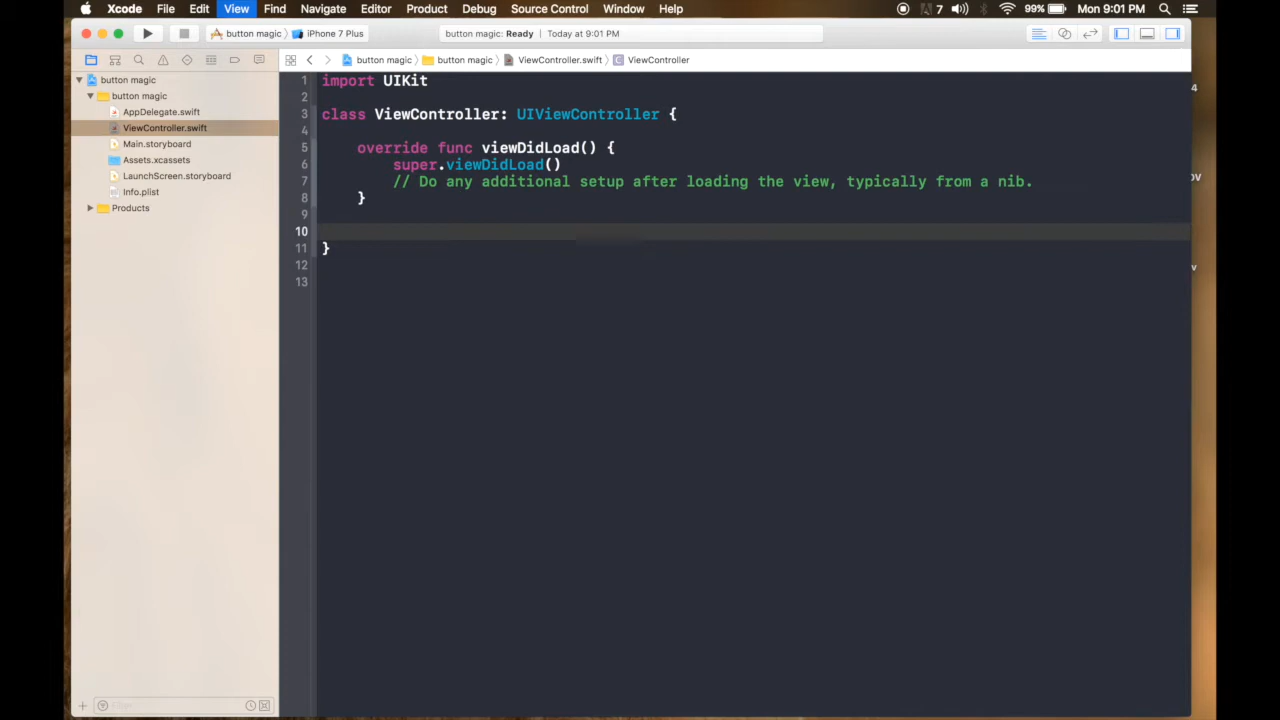 Xcode File Edit View Find Navigate Editor Product Debug Source Control Window Help 7 99% Mon 9:01 PM
button magic iPhone 7 Plus button magic: Ready Today at 9:01 PM
button magic button magic ViewController.swift C ViewController
button magic
button magic
AppDelegate.swift
ViewController.swift
Main.storyboard
Assets.xcassets
LaunchScreen.storyboard
Info.plist
Products
1 import UIKit
2
3 class ViewController: UIViewController {
4
5 override func viewDidLoad() {
6 super.viewDidLoad()
7 // Do any additional setup after loading the view, typically from a nib.
8 }
9
10
11 }
12
13
4
ov
v
Filter